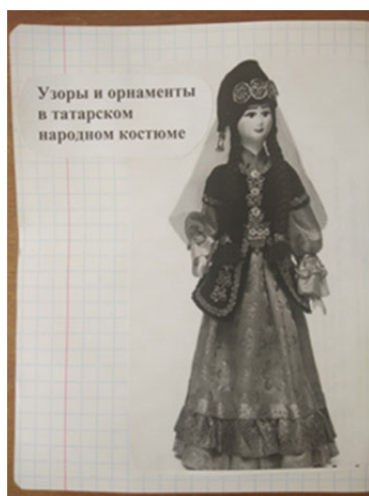 Узоры и орнаменты
в татарском
народном костюме